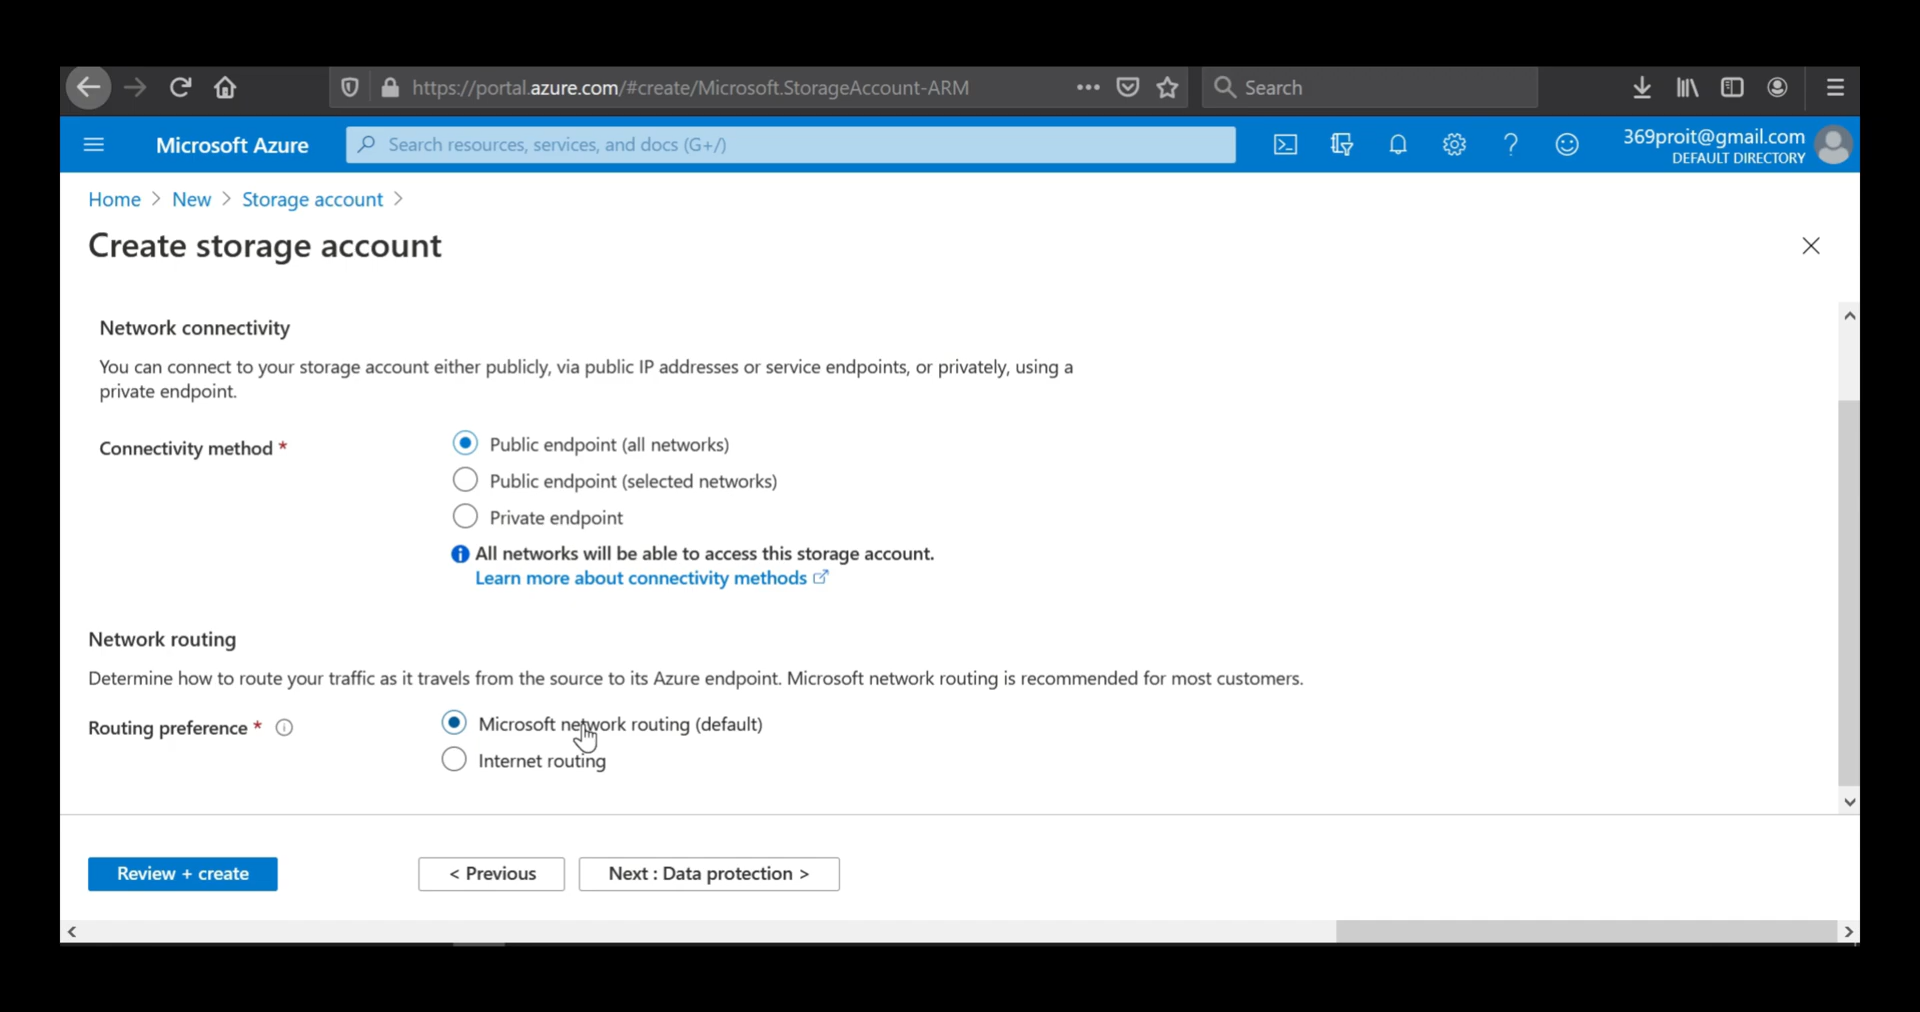 https://portal.azure.com/#create/Microsoft.StorageAccount-ARM
Search
Microsoft Azure
Search resources, services, and docs (G+/)
369proit@gmail.com
DEFAULT DIRECTORY
Home > New > Storage account >
Create storage account
Network connectivity
You can connect to your storage account either publicly, via public IP addresses or service endpoints, or privately, using a
private endpoint.
Connectivity method *
Public endpoint (all networks)
Public endpoint (selected networks)
Private endpoint
All networks will be able to access this storage account.
Learn more about connectivity methods
Network routing
Determine how to route your traffic as it travels from the source to its Azure endpoint. Microsoft network routing is recommended for most customers.
Routing preference *
Microsoft network routing (default)
Internet routing
Review + create
< Previous
Next : Data protection >